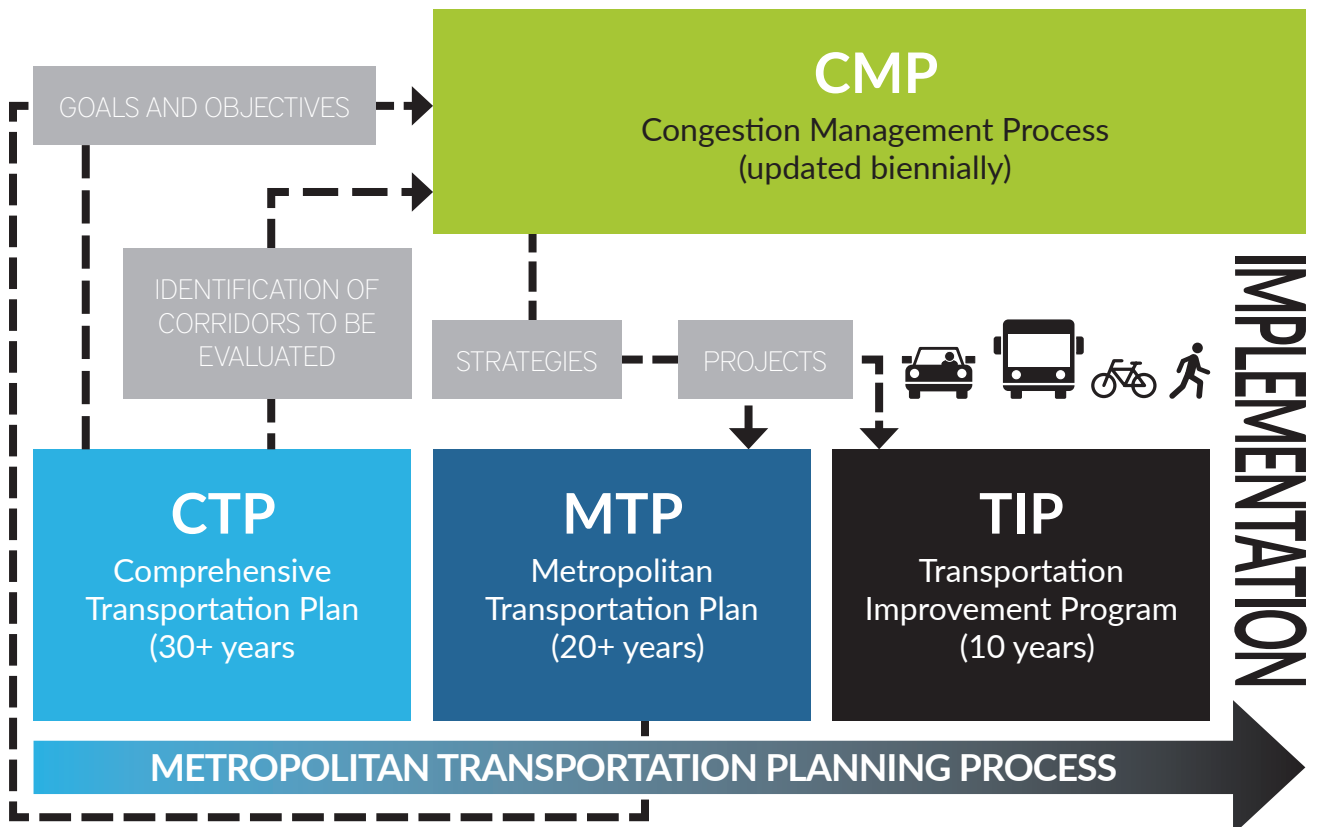 CMP
Congestion Management Process
(updated biennially)
GOALS AND OBJECTIVES
IDENTIFICATION OF
CORRIDORS TO BE
EVALUATED
STRATEGIES
PROJECTS
CTP
Comprehensive
Transportation Plan
(30+ years
MTP
Metropolitan
Transportation Plan
(20+ years)
TIP
Transportation
Improvement Program
(10 years)
IMPLEMENTATION
METROPOLITAN TRANSPORTATION PLANNING PROCESS